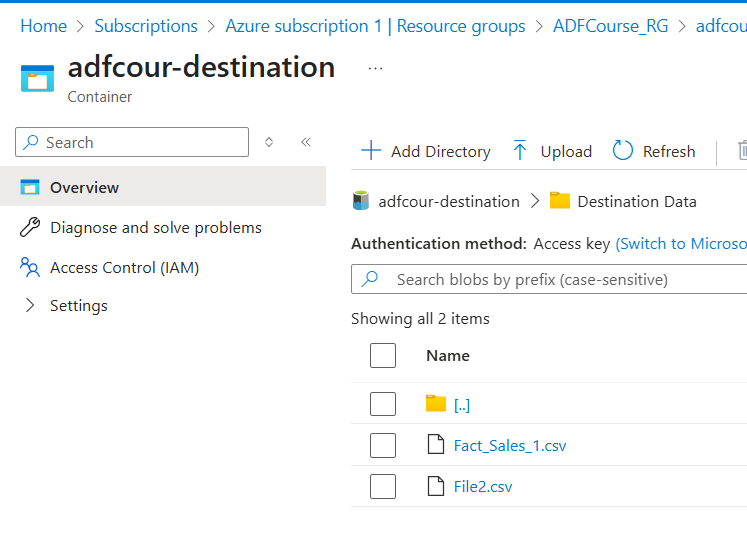 Home > Subscriptions > Azure subscription 1 | Resource groups > ADFCourse_RG > adfcou
adfcour-destination ...
Container
Search
Add Directory Upload Refresh
Overview
adfcour-destination > Destination Data
Diagnose and solve problems
Authentication method: Access key (Switch to Microso
Access Control (IAM)
Search blobs by prefix (case-sensitive)
Settings
Showing all 2 items
Name
[..]
Fact_Sales_1.csv
File2.csv